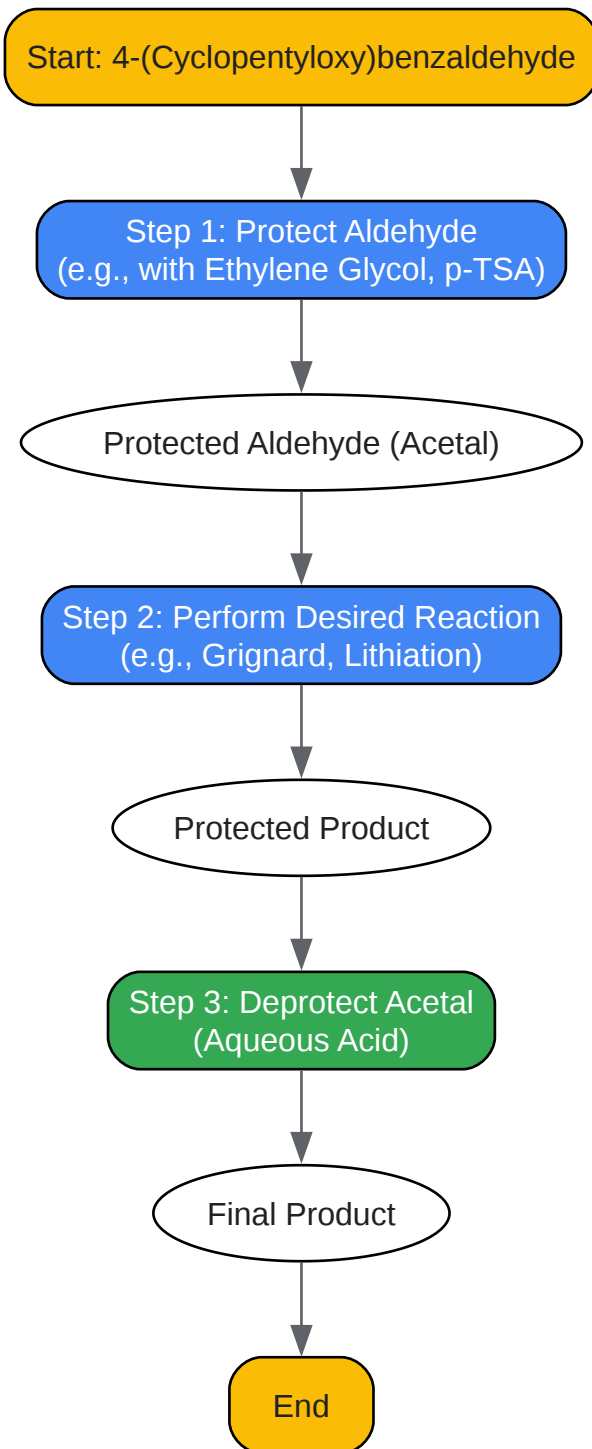 Start: 4-(Cyclopentyloxy)benzaldehyde
Step 1: Protect Aldehyde
(e.g., with Ethylene Glycol, p-TSA)
Protected Aldehyde (Acetal)
Step 2: Perform Desired Reaction
(e.g., Grignard, Lithiation)
Protected Product
Step 3: Deprotect Acetal
(Aqueous Acid)
Final Product
End